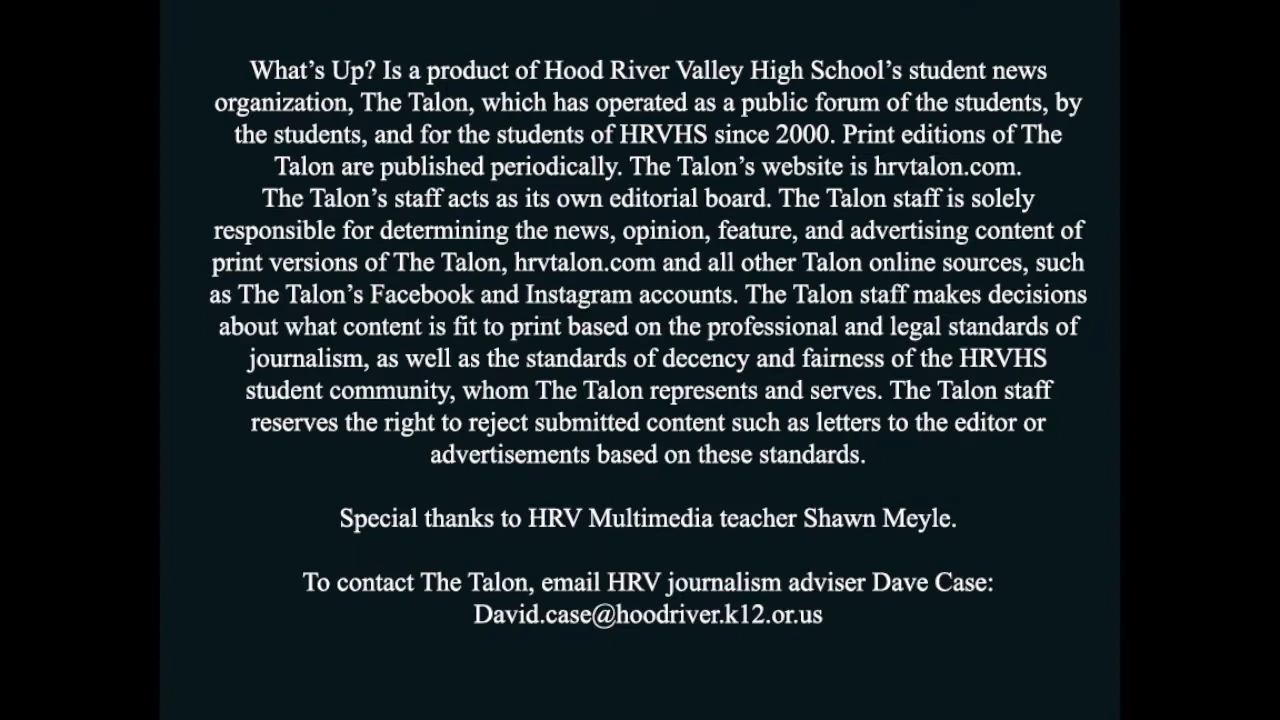 What’s Up? Is a product of Hood River Valley High School’s student news
organization, The Talon, which has operated as a public forum of the students, by
the students, and for the students of HRVHS since 2000. Print editions of The
Talon are published periodically. The Talon’s website is hrvtalon.com.
The Talon’s staff acts as its own editorial board. The Talon staff is solely
responsible for determining the news, opinion, feature, and advertising content of
print versions of The Talon, hrvtalon.com and all other Talon online sources, such
as The Talon’s Facebook and Instagram accounts. The Talon staff makes decisions
about what content is fit to print based on the professional and legal standards of
journalism, as well as the standards of decency and fairness of the HRVHS
student community, whom The Talon represents and serves. The Talon staff
reserves the right to reject submitted content such as letters to the editor or
advertisements based on these standards.
Special thanks to HRV Multimedia teacher Shawn Meyle.
To contact The Talon, email HRV journalism adviser Dave Case:
David.case@hoodriver.k12.or.us